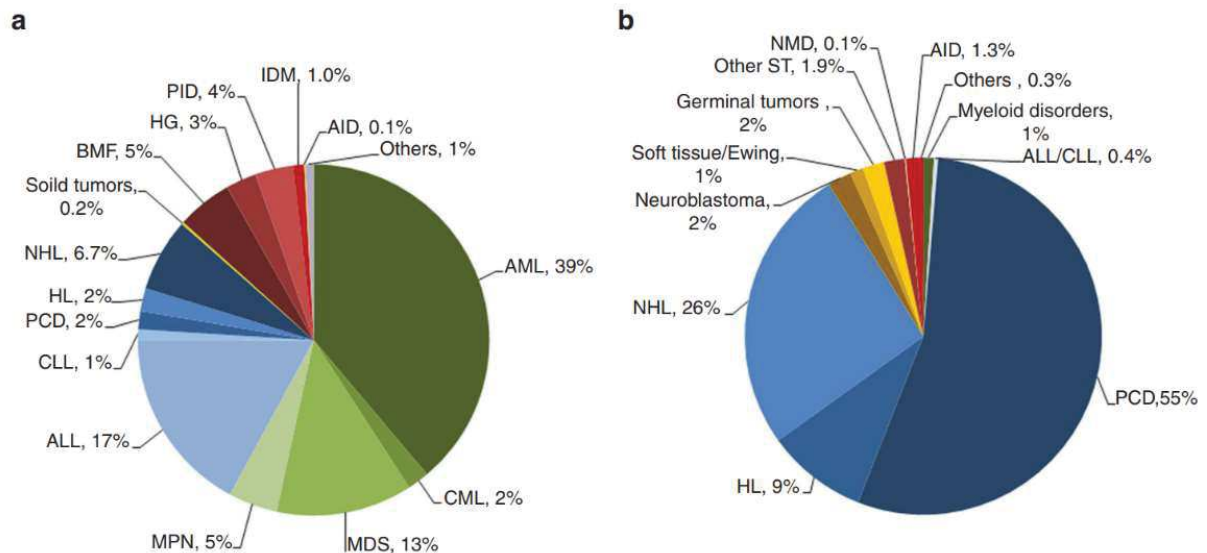 a
IDM, 1.0%
PID, 4%
HG, 3%
AID, 0.1%
Others, 1%
BMF, 5%
Soild tumors,
0.2%
NHL, 6.7%
AML, 39%
HL, 2%
PCD, 2%
CLL, 1%
ALL, 17%
CML, 2%
MPN, 5%
MDS, 13%
b
NMD, 0.1%
AID, 1.3%
Other ST, 1.9%
Others , 0.3%
Germinal tumors ,
2%
Myeloid disorders,
1%
Soft tissue/Ewing,
1%
ALL/CLL, 0.4%
Neuroblastoma,
2%
NHL, 26%
PCD,55%
HL, 9%